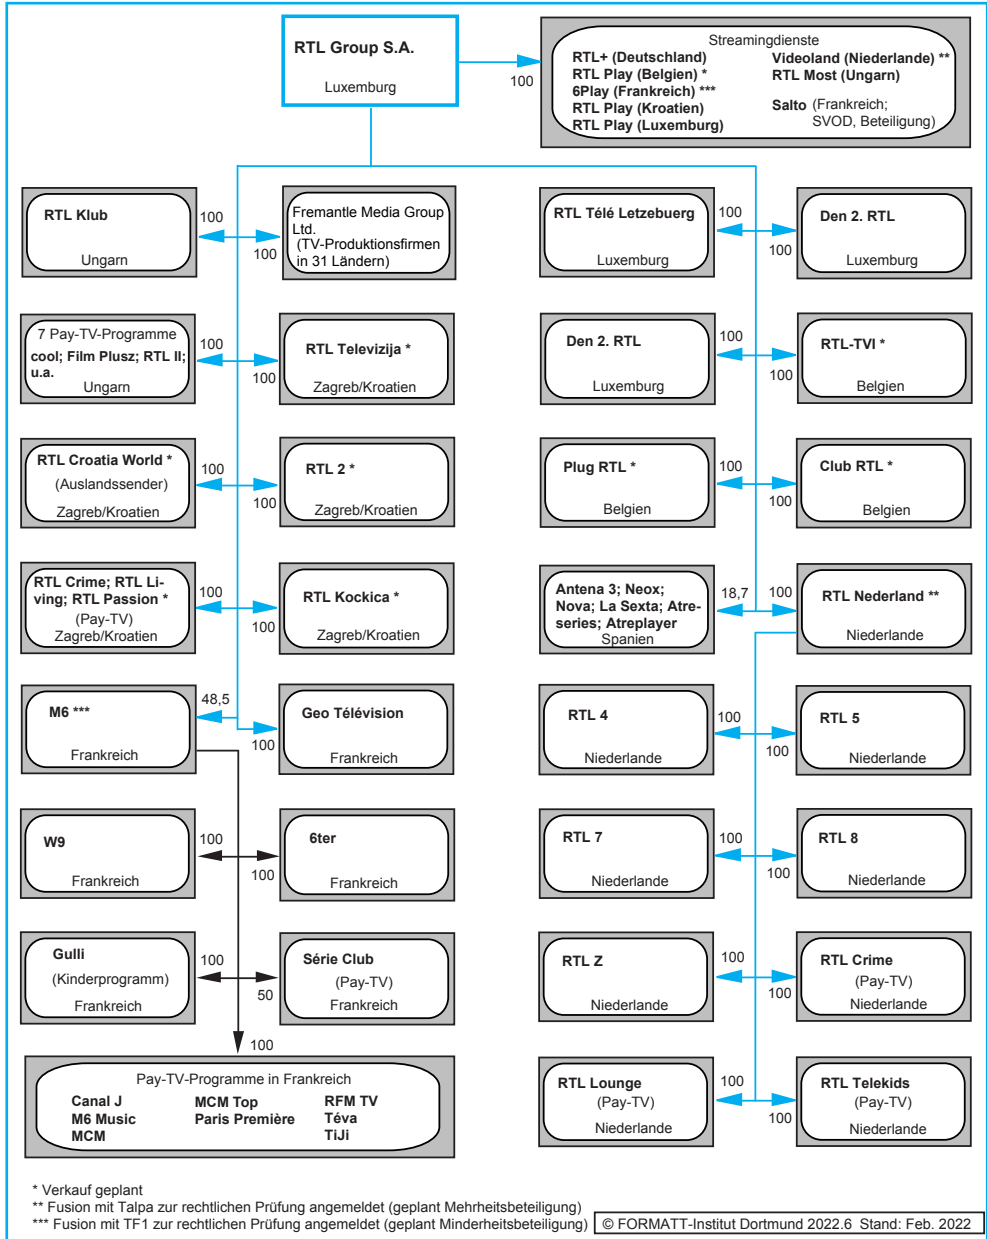 RTL Group S.A.
Luxemburg
100
Streamingdienste
RTL+ (Deutschland)
RTL Play (Belgien) *
6Play (Frankreich) ***
RTL Play (Kroatien)
RTL Play (Luxemburg)
Videoland (Niederlande) **
RTL Most (Ungarn)
Salto (Frankreich;
SVOD, Beteiligung)
RTL Klub
Ungarn
100
100
Fremantle Media Group
Ltd.
(TV-Produktionsfirmen
in 31 Ländern)
RTL Télé Letzebuerg
Luxemburg
100
100
Den 2. RTL
Luxemburg
7 Pay-TV-Programme
cool; Film Plusz; RTL II;
u.a.
Ungarn
100
100
RTL Televizija *
Zagreb/Kroatien
Den 2. RTL
Luxemburg
100
100
RTL-TVI *
Belgien
RTL Croatia World *
(Auslandssender)
Zagreb/Kroatien
100
100
RTL 2 *
Zagreb/Kroatien
Plug RTL *
Belgien
100
100
Club RTL *
Belgien
RTL Crime; RTL Li-
ving; RTL Passion *
(Pay-TV)
Zagreb/Kroatien
100
100
RTL Kockica *
Zagreb/Kroatien
Antena 3; Neox;
Nova; La Sexta; Atre-
series; Atreplayer
Spanien
18,7
100
RTL Nederland **
Niederlande
M6 ***
Frankreich
48,5
100
Geo Télévision
Frankreich
RTL 4
Niederlande
100
100
RTL 5
Niederlande
W9
Frankreich
100
100
6ter
Frankreich
RTL 7
Niederlande
100
100
RTL 8
Niederlande
Gulli
(Kinderprogramm)
Frankreich
100
50
Série Club
(Pay-TV)
Frankreich
RTL Z
Niederlande
100
100
RTL Crime
(Pay-TV)
Niederlande
100
Pay-TV-Programme in Frankreich
Canal J
M6 Music
MCM
MCM Top
Paris Première
RFM TV
Téva
TiJi
RTL Lounge
(Pay-TV)
Niederlande
100
100
RTL Telekids
(Pay-TV)
Niederlande
* Verkauf geplant
** Fusion mit Talpa zur rechtlichen Prüfung angemeldet (geplant Mehrheitsbeteiligung)
*** Fusion mit TF1 zur rechtlichen Prüfung angemeldet (geplant Minderheitsbeteiligung)
© FORMATT-Institut Dortmund 2022.6 Stand: Feb. 2022